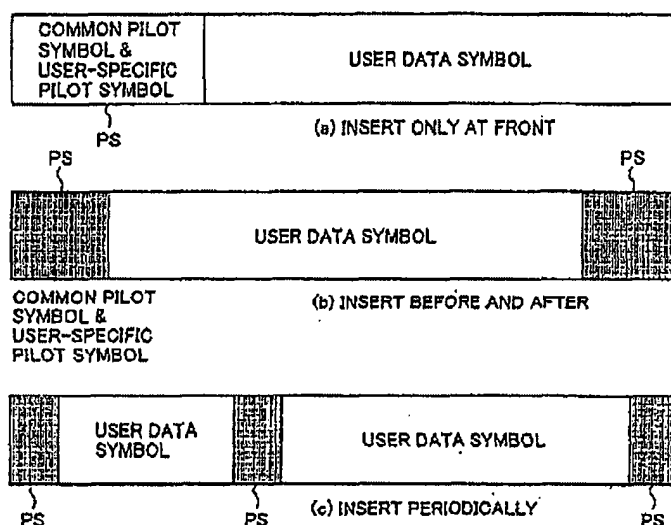 COMMON PILOT
SYMBOL &
USER-SPECIFIC
PILOT SYMBOL
USER DATA SYMBOL
PS
(a) INSERT ONLY AT FRONT
PS
PS
USER DATA SYMBOL
COMMON PILOT
SYMBOL &
USER-SPECIFIC
PILOT SYMBOL
(b) INSERT BEFORE AND AFTER
USER DATA
SYMBOL
USER DATA SYMBOL
PS
PS
(c) INSERT PERIODICALLY
PS